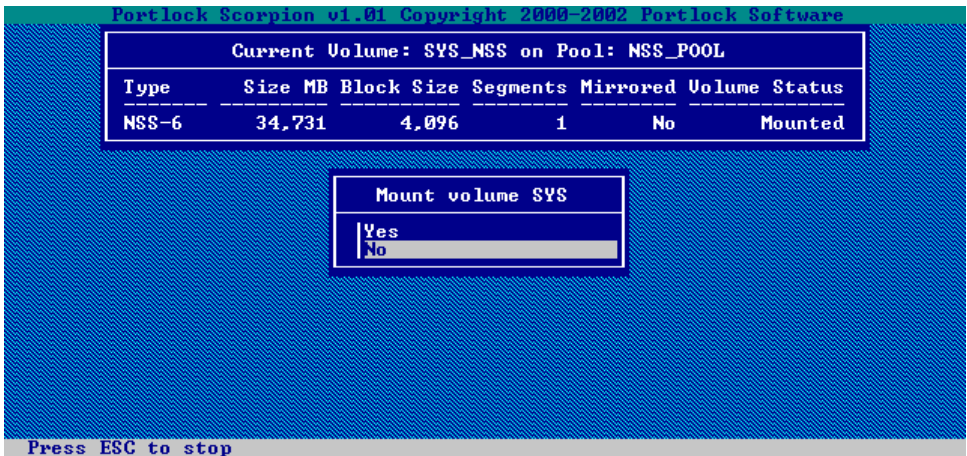 Portlock Scorpion v1.01 Copyright 2000-2002 Portlock Software
Current Volume: SYS_NSS on Pool: NSS_POOL
Type Size MB Block Size Segments Mirrored Volume Status
NSS-6 34,731 4,096 1 No Mounted
Mount volume SYS
Yes
No
Press ESC to stop